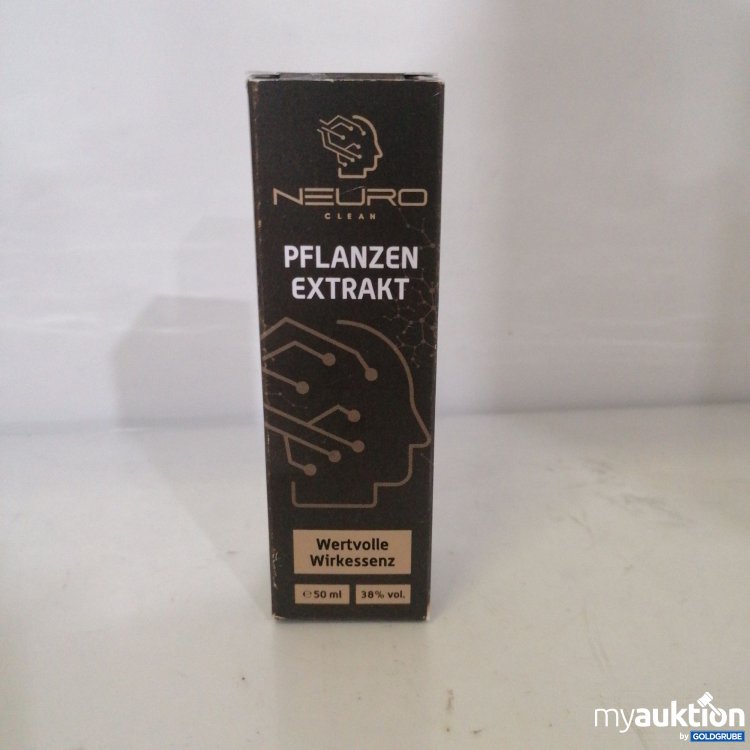 NEURO
CLEAN
PFLANZEN
EXTRAKT
Wertvolle
Wirkessenz
℮ 50 ml 38% vol.
myauktion
by GOLDGRUBE